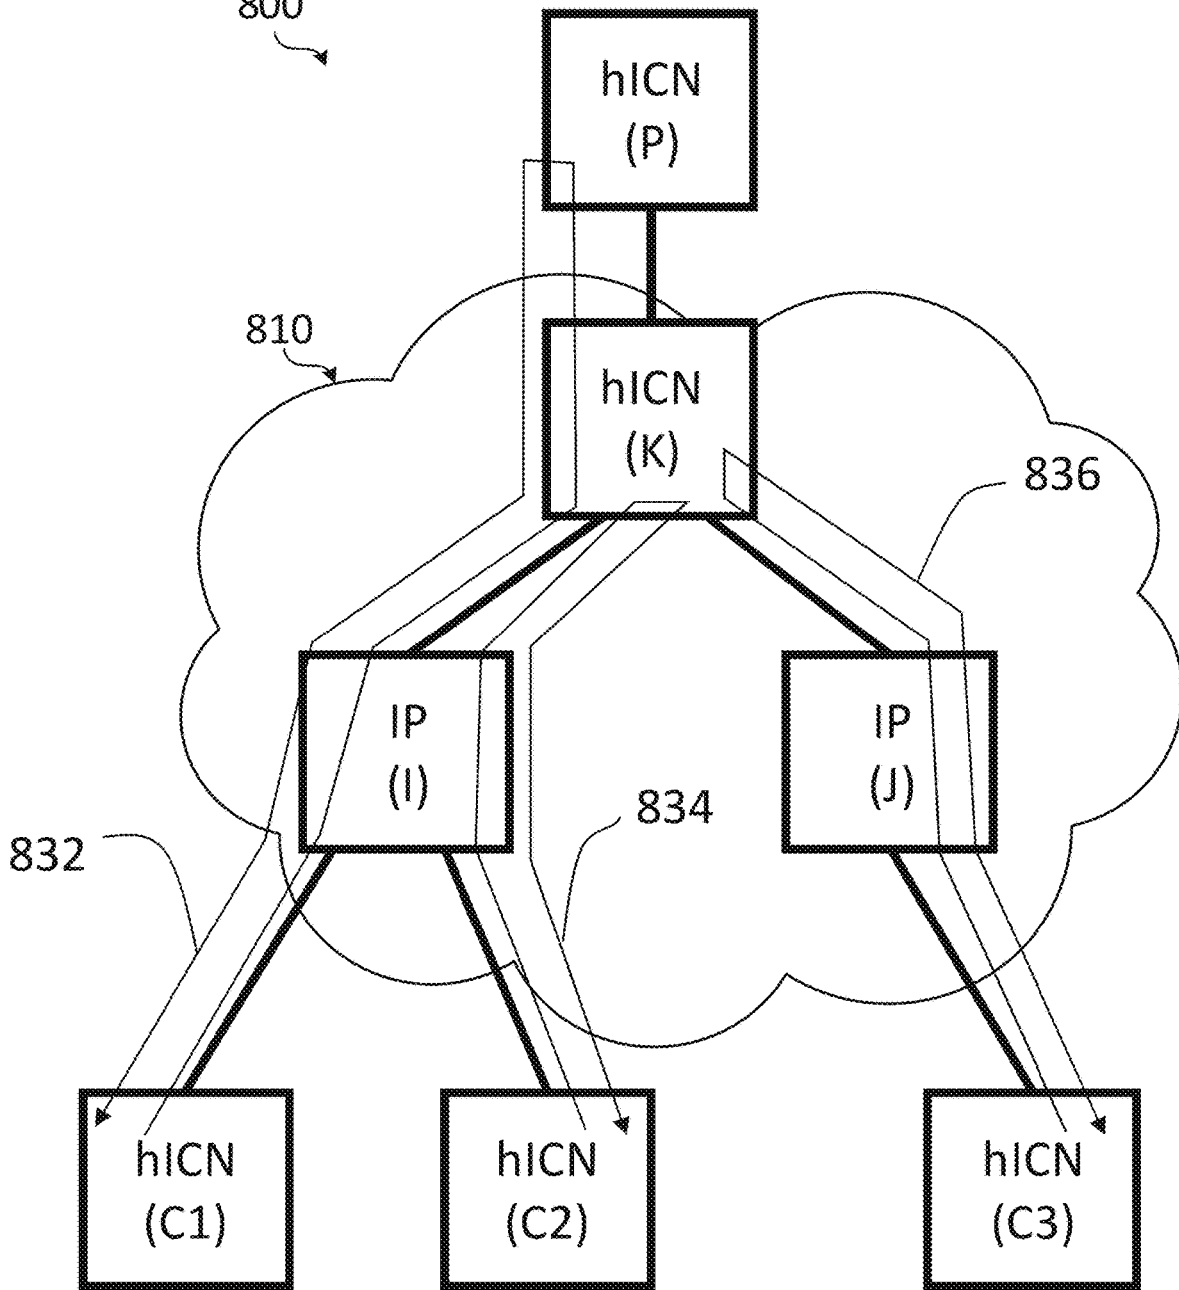 800
hICN
(P)
810
hICN
(K)
836
IP
(I)
IP
(J)
834
832
hICN
(C1)
hICN
(C2)
hICN
(C3)